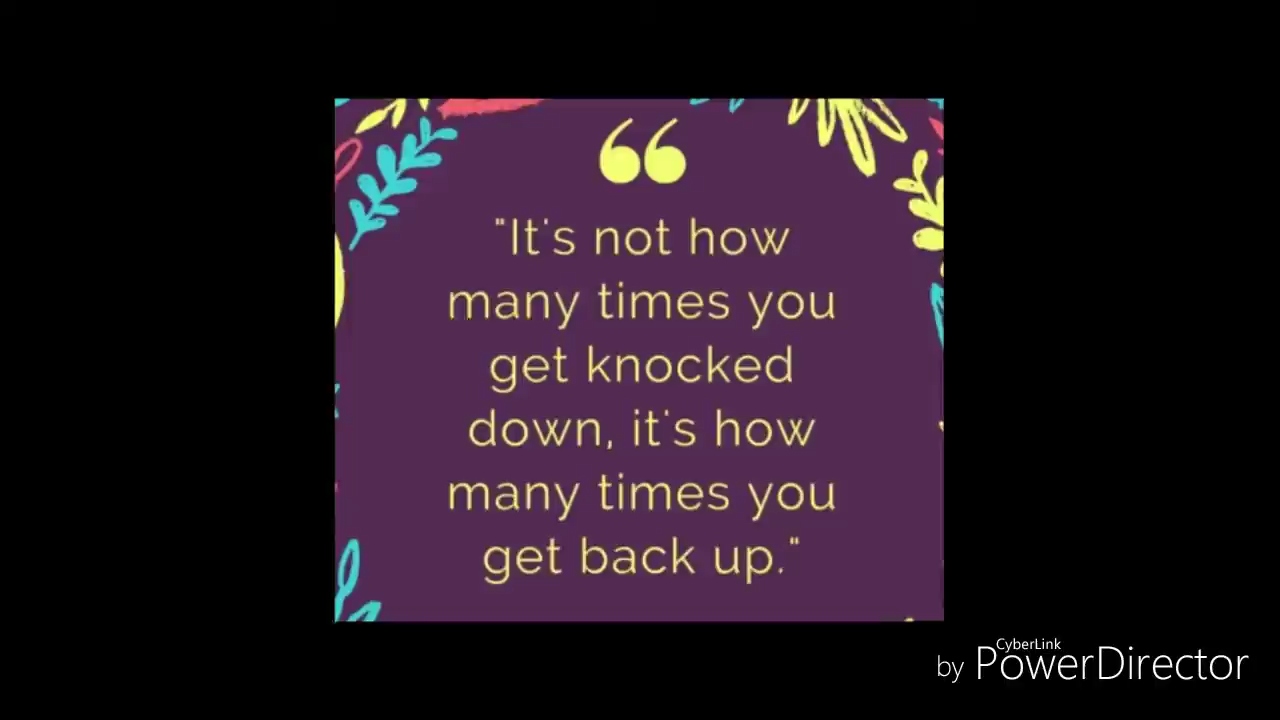 "It's not how
many times you
get knocked
down, it's how
many times you
get back up."
CyberLink
by PowerDirector